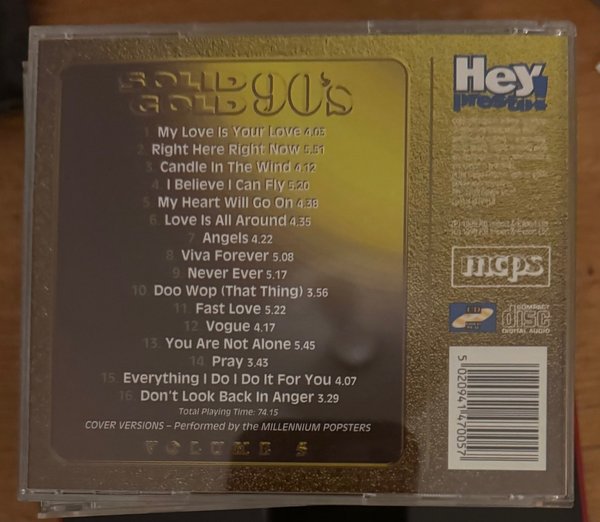 SOLID GOLD 90's
1. My Love Is Your Love 4.03
2. Right Here Right Now 5.51
3. Candle In The Wind 4.12
4. I Believe I Can Fly 5.20
5. My Heart Will Go On 4.38
6. Love Is All Around 4.35
7. Angels 4.22
8. Viva Forever 5.08
9. Never Ever 5.17
10. Doo Wop (That Thing) 3.56
11. Fast Love 5.22
12. Vogue 4.17
13. You Are Not Alone 5.45
14. Pray 3.43
15. Everything I Do I Do It For You 4.07
16. Don't Look Back In Anger 3.29
Total Playing Time: 74.15
COVER VERSIONS – Performed by the MILLENNIUM POPSTERS
VOLUME 5
Hey
presto!
mcps
CD
COMPACT
disc
DIGITAL AUDIO
5 020941 470057